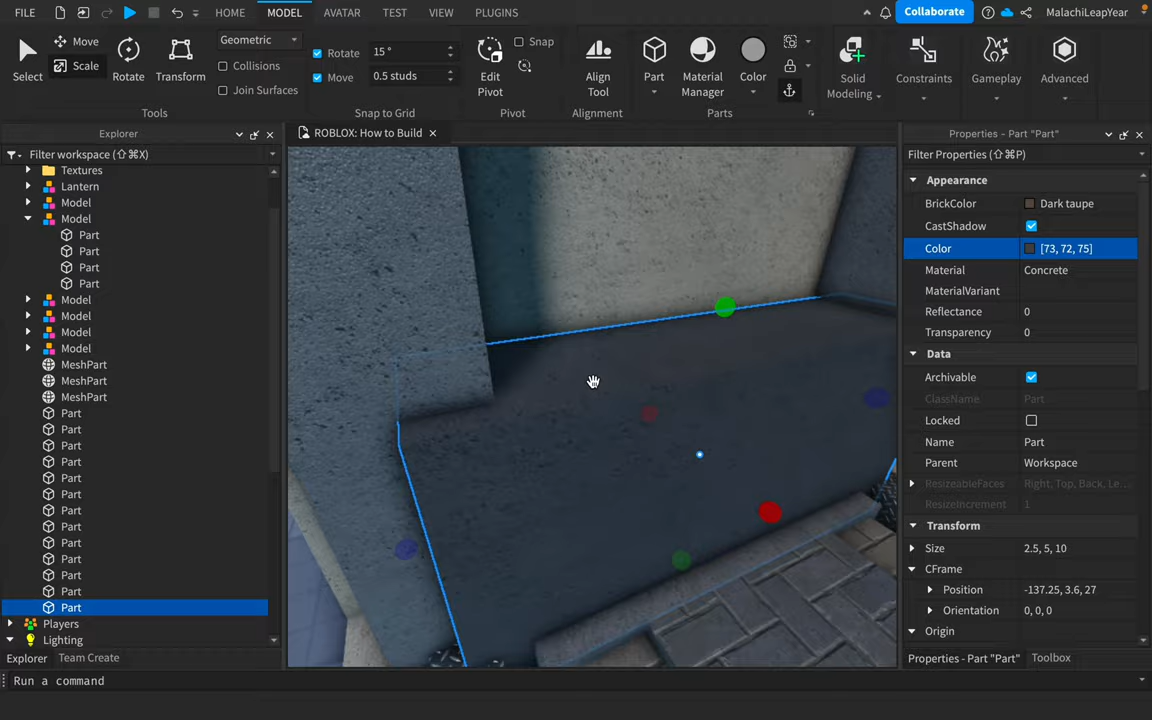 FILE HOME MODEL AVATAR TEST VIEW PLUGINS Collaborate MalachiLeapYear
Select Move Scale Rotate Transform Geometric Collisions Join Surfaces
Tools
Rotate 15 °
Move 0.5 studs
Snap to Grid
Edit Pivot Snap
Pivot
Align Tool
Alignment
Part Material Manager Color
Parts
Solid Modeling Constraints Gameplay Advanced
Explorer
Filter workspace (⇧⌘X)
Textures
Lantern
Model
Model
Part
Part
Part
Part
Model
Model
Model
Model
MeshPart
MeshPart
MeshPart
Part
Part
Part
Part
Part
Part
Part
Part
Part
Part
Part
Part
Part
Players
Lighting
Explorer Team Create
ROBLOX: How to Build
Properties - Part "Part"
Filter Properties (⇧⌘P)
Appearance
BrickColor Dark taupe
CastShadow
Color [73, 72, 75]
Material Concrete
MaterialVariant
Reflectance 0
Transparency 0
Data
Archivable
ClassName Part
Locked
Name Part
Parent Workspace
ResizeableFaces Right, Top, Back, Le...
ResizeIncrement 1
Transform
Size 2.5, 5, 10
CFrame
Position -137.25, 3.6, 27
Orientation 0, 0, 0
Origin
Properties - Part "Part" Toolbox
Run a command